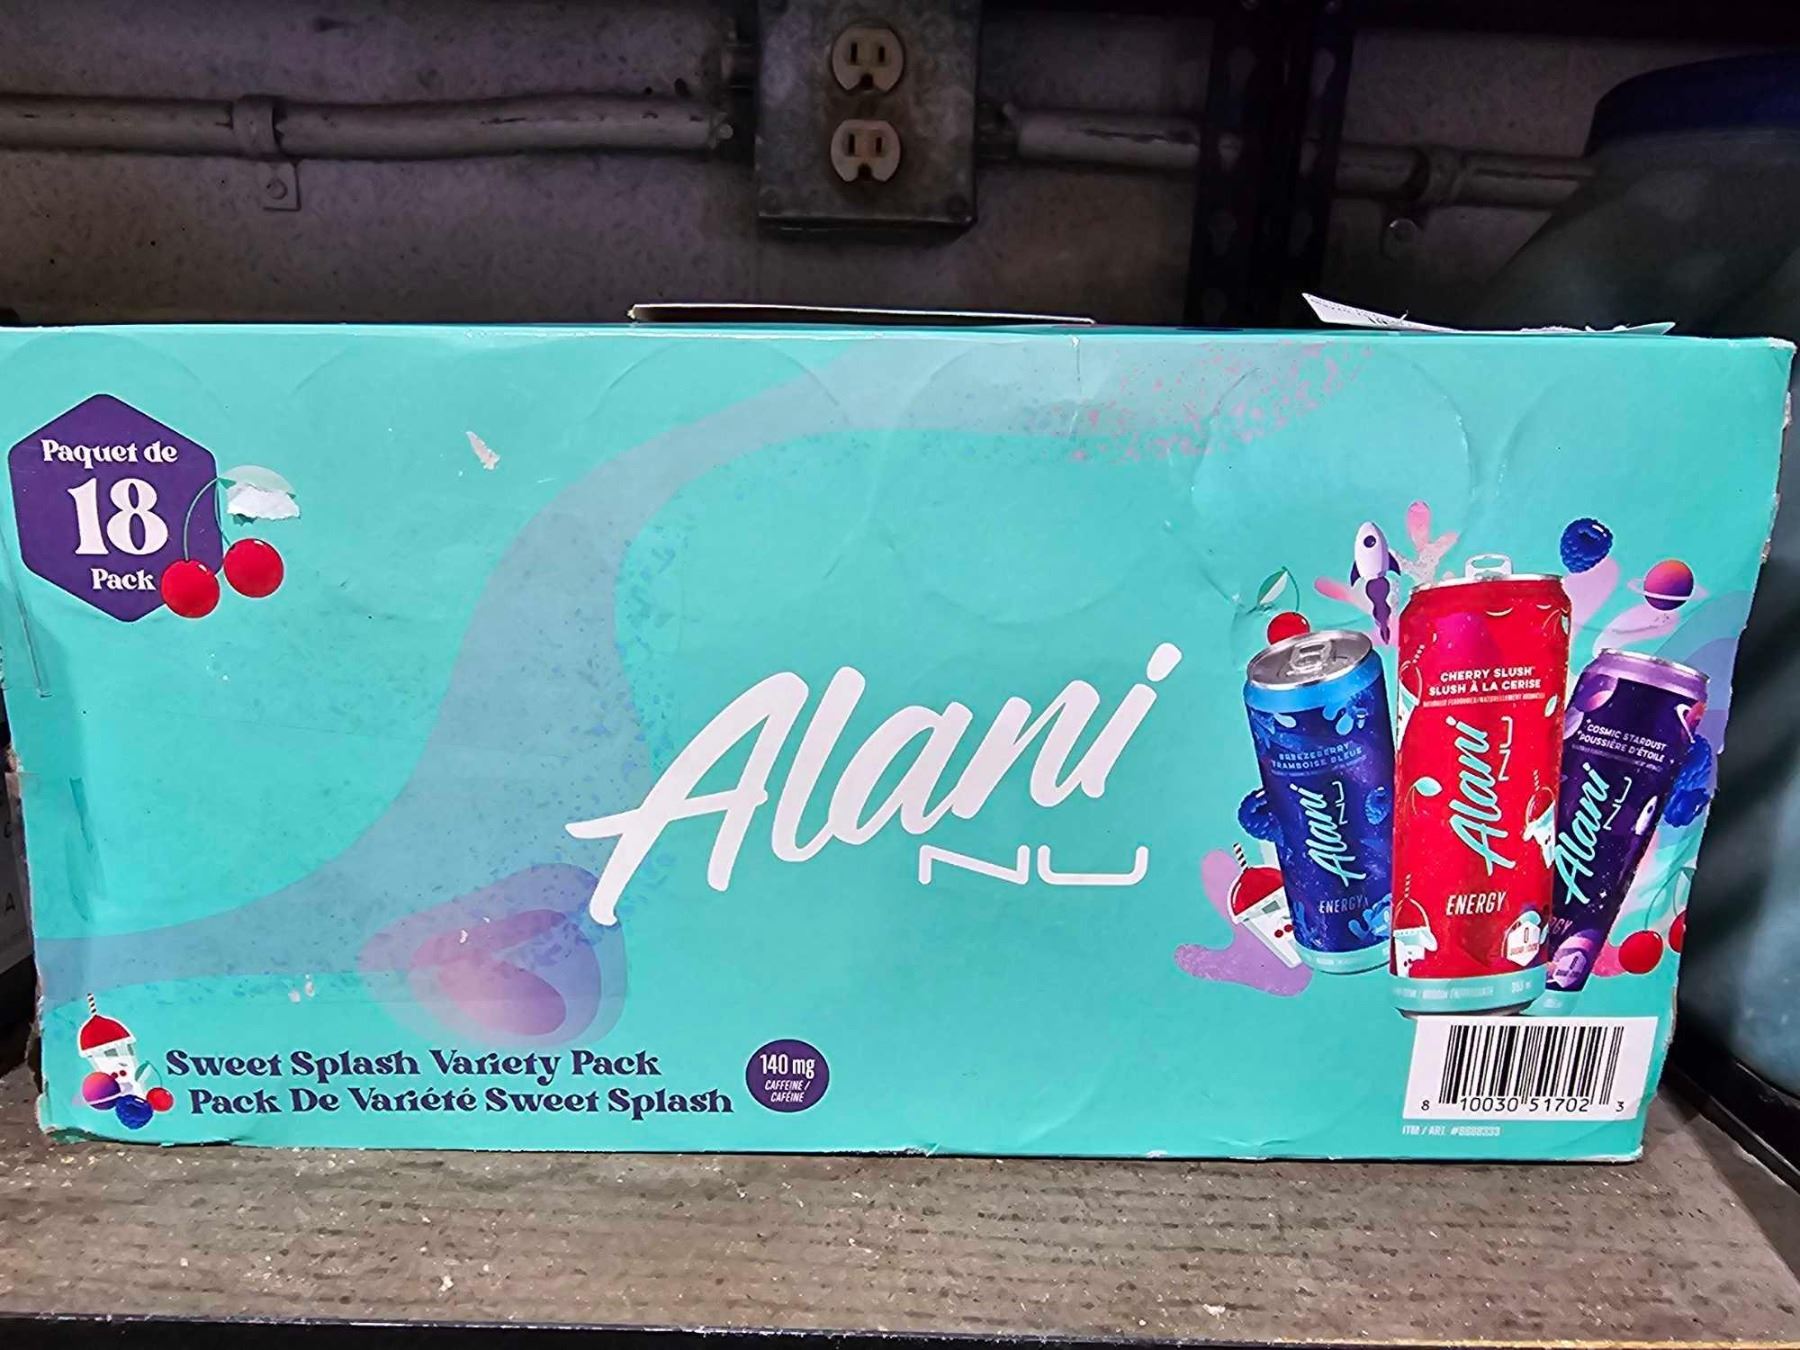 Paquet de
18
Pack
Alani
NU
BREEZEBERRY
FRAMBOISE BLEUE
Alani
NU
ENERGY
CHERRY SLUSH
SLUSH À LA CERISE
Alani
NU
ENERGY
COSMIC STARDUST
POUSSIÈRE D'ÉTOILE
Alani
NU
Sweet Splash Variety Pack
Pack De Variété Sweet Splash
140 mg
CAFFEINE /
CAFÉINE
8 10030 51702 3
ITM / ART.